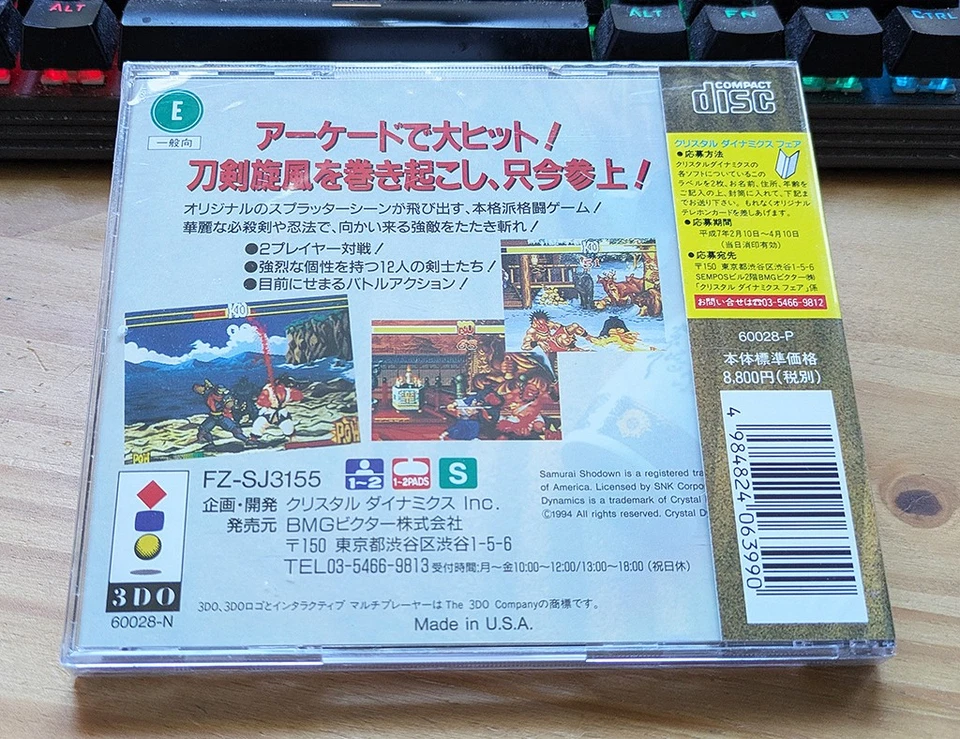 ALT
ALT
FN
CTRL
E
一般向
アーケードで大ヒット!
刀剣旋風を巻き起こし、只今参上!
オリジナルのスプラッターシーンが飛び出す、本格派格闘ゲーム!
華麗な必殺剣や忍法で、向かい来る強敵をたたき斬れ!
●2プレイヤー対戦!
●強烈な個性を持つ12人の剣士たち!
●目前にせまるバトルアクション!
KO
KO
POW
POW
FZ-SJ3155
1~2
1-2PADS
S
企画・開発 クリスタル ダイナミクス Inc.
発売元 BMGビクター株式会社
〒150 東京都渋谷区渋谷1-5-6
TEL03-5466-9813 受付時間:月~金10:00~12:00/13:00~18:00 (祝日休)
3DO
60028-N
3DO、3DOロゴとインタラクティブ マルチプレーヤーは The 3DO Companyの商標です。
Made in U.S.A.
Samurai Shodown is a registered tra
of America. Licensed by SNK Corpo
Dynamics is a trademark of Crystal
©1994 All rights reserved. Crystal D
COMPACT
disc
クリスタル ダイナミクス フェア
●応募方法
クリスタルダイナミクスの
各ソフトについているこの
ラベルを2枚、お名前、住所、年齢を
ご記入の上、封筒に入れて、下記ま
でお送り下さい。もれなくオリジナル
テレホンカードを差しあげます。
●応募期間
平成7年2月10日~4月10日
(当日消印有効)
●応募宛先
〒150 東京都渋谷区渋谷1-5-6
SEMPOSビル2階BMGビクター㈱
「クリスタル ダイナミクス フェア」係
お問い合せは☎03-5466-9812
60028-P
本体標準価格
8,800円(税別)
4 984824 063990